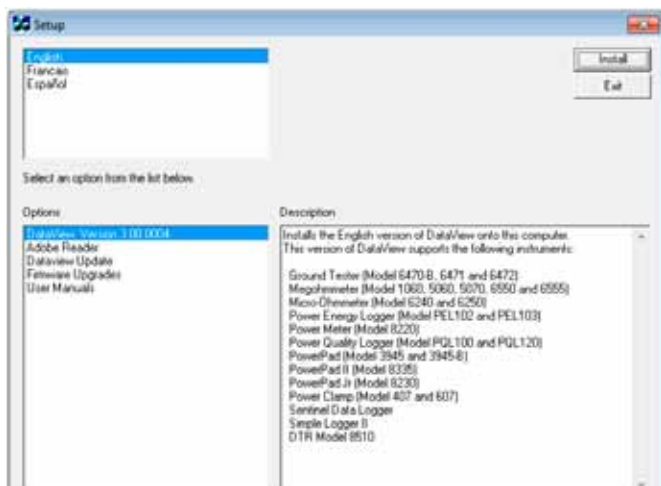 Setup
English
Francais
Español
Install
Exit
Select an option from the list below.
Options
DataView Version 3.00.0004
Adobe Reader
Dataview Update
Firmware Upgrades
User Manuals
Description
Installs the English version of DataView onto this computer.
This version of DataView supports the following instruments:
Ground Tester (Model 6470-B, 6471 and 6472)
Megohmmeter (Model 1060, 5060, 5070, 6550 and 6555)
Micro-Ohmmeter (Model 6240 and 6250)
Power Energy Logger (Model PEL102 and PEL103)
Power Meter (Model 8220)
Power Quality Logger (Model PQL100 and PQL120)
PowerPad (Model 3945 and 3945-B)
PowerPad II (Model 8335)
PowerPad Jr (Model 8230)
Power Clamp (Model 407 and 607)
Sentinel Data Logger
Simple Logger II
DTR Model 8510